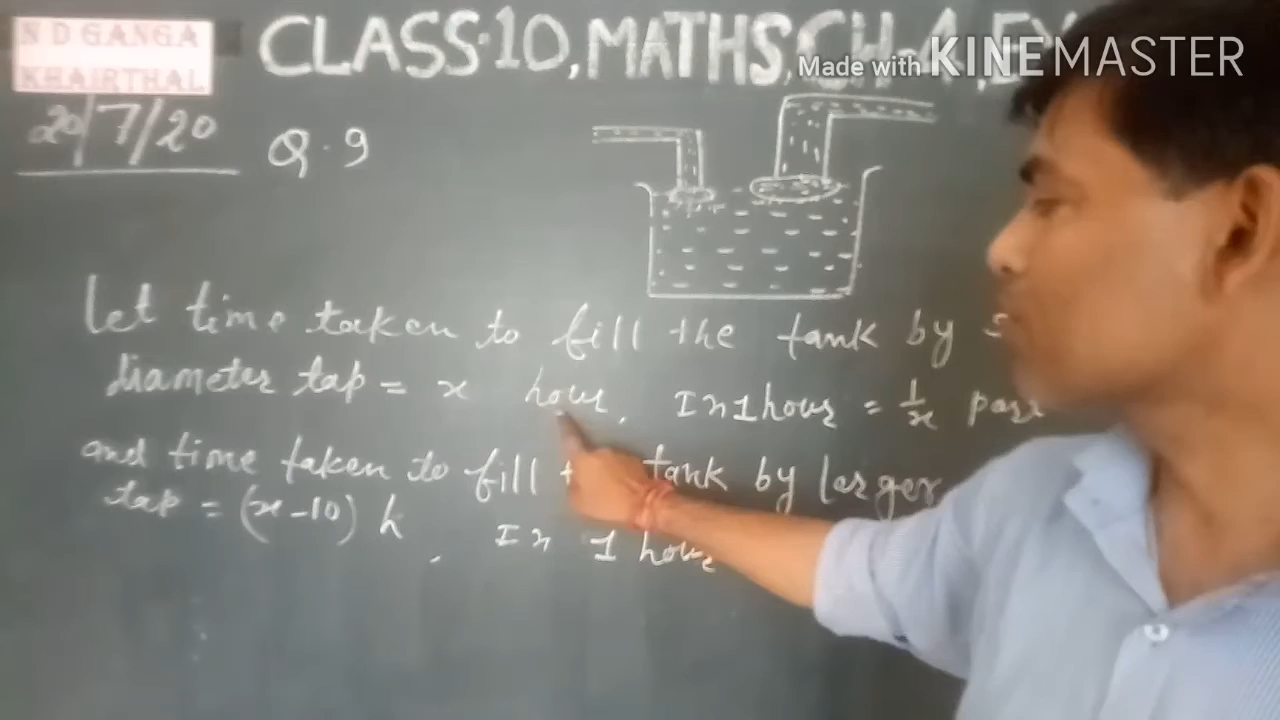 N D GANGA
KHAIRTHAL
CLASS-10, MATHS, CH-4, EX
Made with KINEMASTER
20/7/20
Q.9
Let time taken to fill the tank by
diameter tap = x hour, In 1 hour = 1/x part
and time taken to fill tank by larger
tap = (x-10) h, In 1 hour